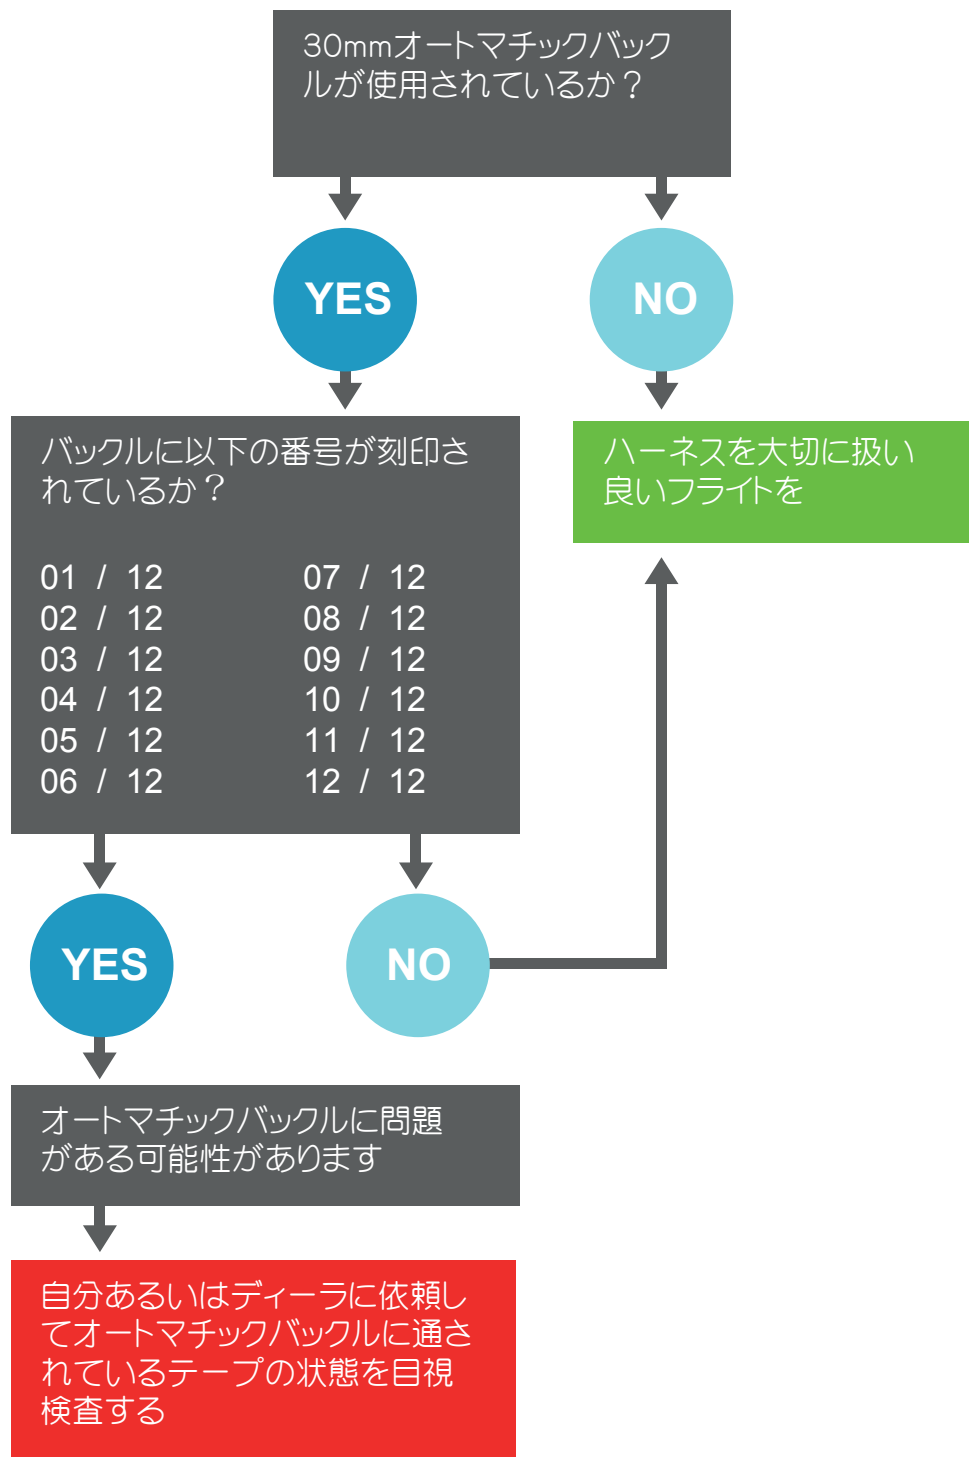 30mmオートマチックバック
ルが使用されているか？
YES
NO
バックルに以下の番号が刻印さ
れているか？
ハーネスを大切に扱い
良いフライトを
01 / 12
07 / 12
02 / 12
08 / 12
03 / 12
09 / 12
04 / 12
10 / 12
05 / 12
11 / 12
06 / 12
12 / 12
YES
NO
オートマチックバックルに問題
がある可能性があります
自分あるいはディーラに依頼し
てオートマチックバックルに通さ
れているテープの状態を目視
検査する